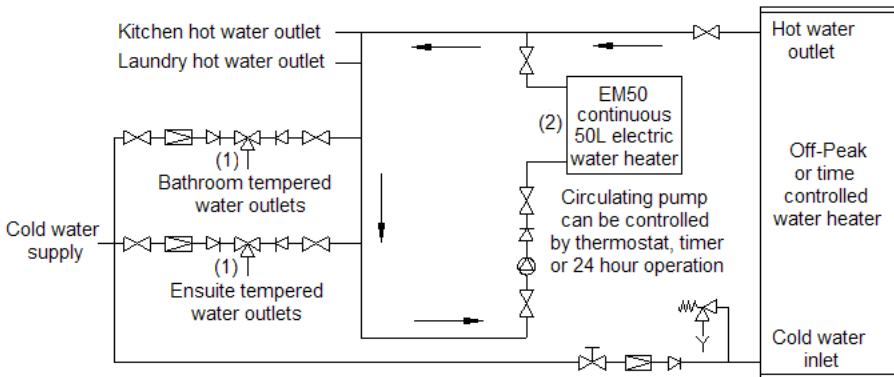 Kitchen hot water outlet
Laundry hot water outlet
Hot water
outlet
EM50
continuous
50L electric
water heater
(2)
(1)
Bathroom tempered
water outlets
Off-Peak
or time
controlled
water heater
Circulating pump
can be controlled
by thermostat, timer
or 24 hour operation
Cold water
supply
(1)
Ensuite tempered
water outlets
Cold water
inlet